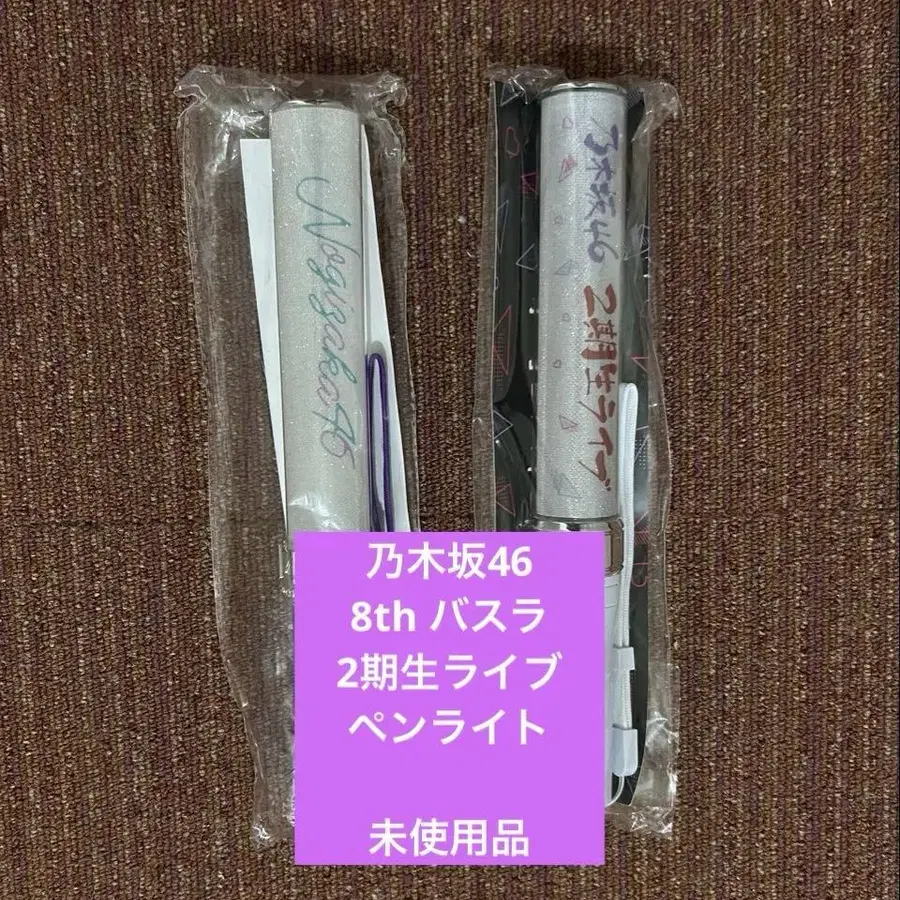 Nogizaka46
乃木坂46 2期生ライブ
乃木坂46
8th バスラ
2期生ライブ
ペンライト
未使用品